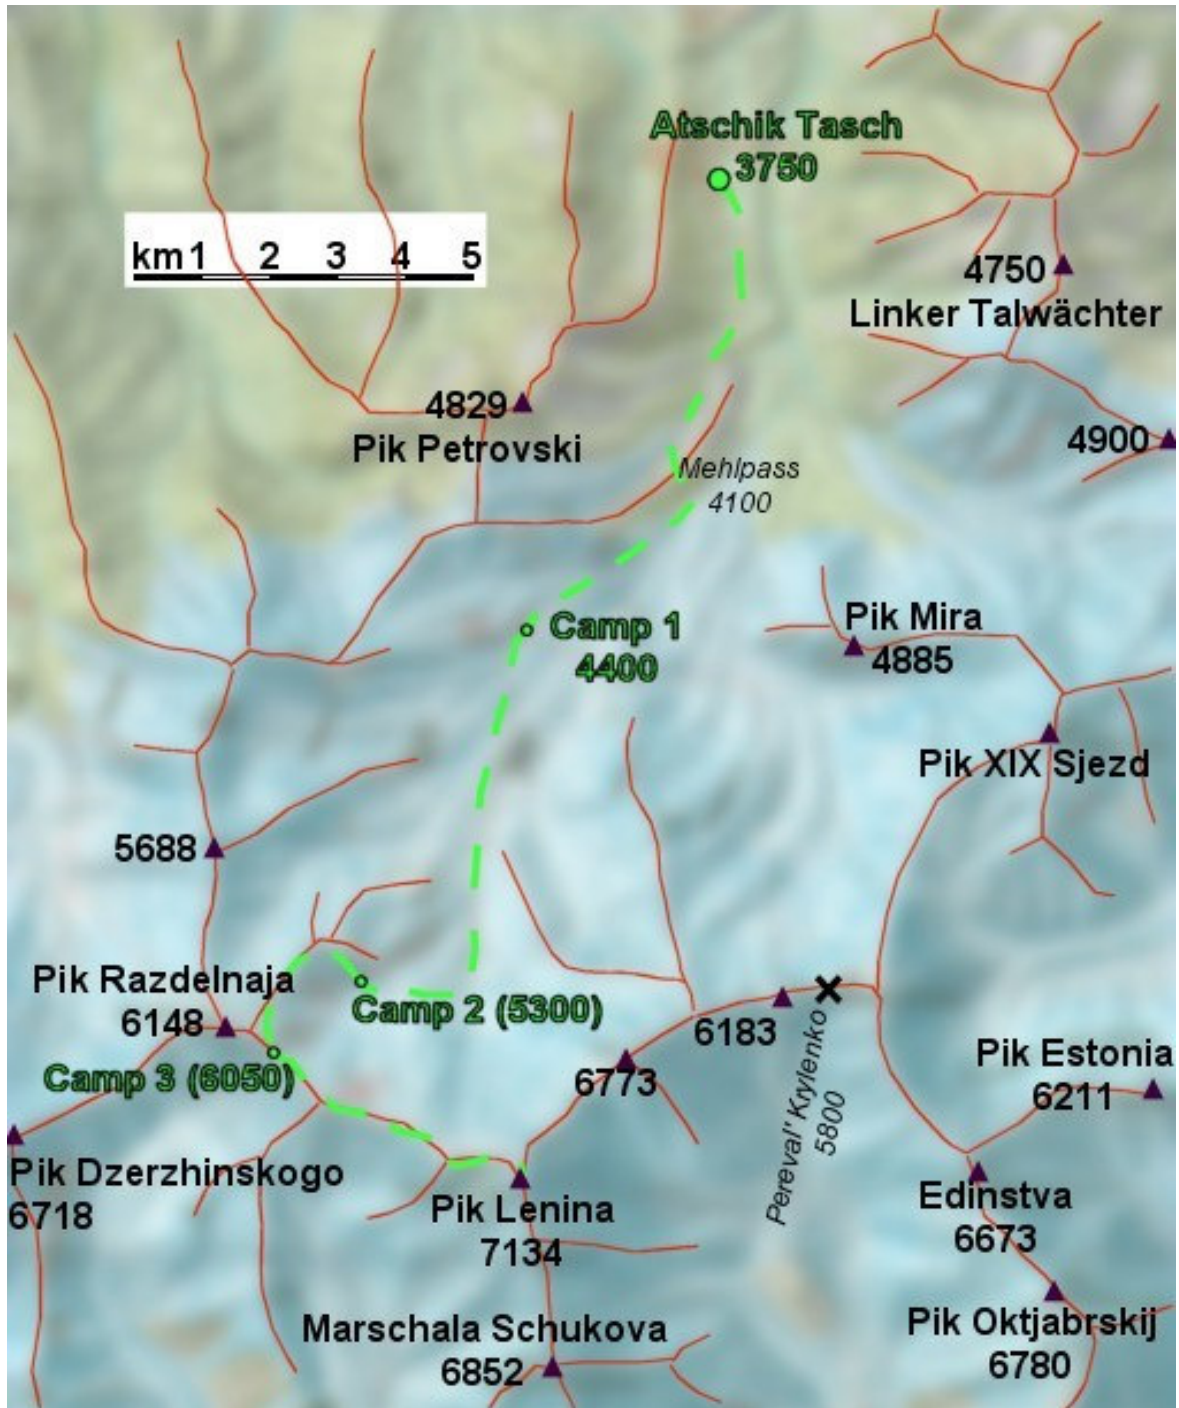 Atschik Tasch
3750
km 1 2 3 4 5
4750
Linker Talwächter
4829
Pik Petrovski
4900
Mehlpass
4100
Camp 1
4400
Pik Mira
4885
Pik XIX Sjezd
5688
Pik Razdelnaja
6148
Camp 2 (5300)
Camp 3 (6050)
6183
6773
Pereval' Krylenko
5800
Pik Estonia
6211
Pik Dzerzhinskogo
6718
Pik Lenina
7134
Edinstva
6673
Marschala Schukova
6852
Pik Oktjabrskij
6780